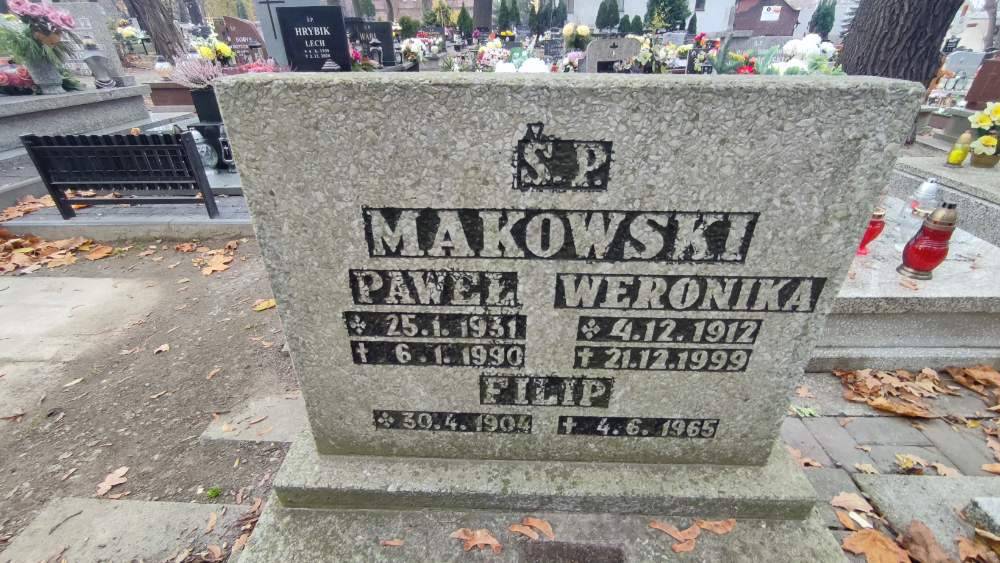 Ś.P.
MAKOWSKI
PAWEŁ WERONIKA
25.1.1931 4.12.1912
6.1.1990 21.12.1999
FILIP
30.4.1904 4.6.1965
Ś.P.
HRYBIK
LECH